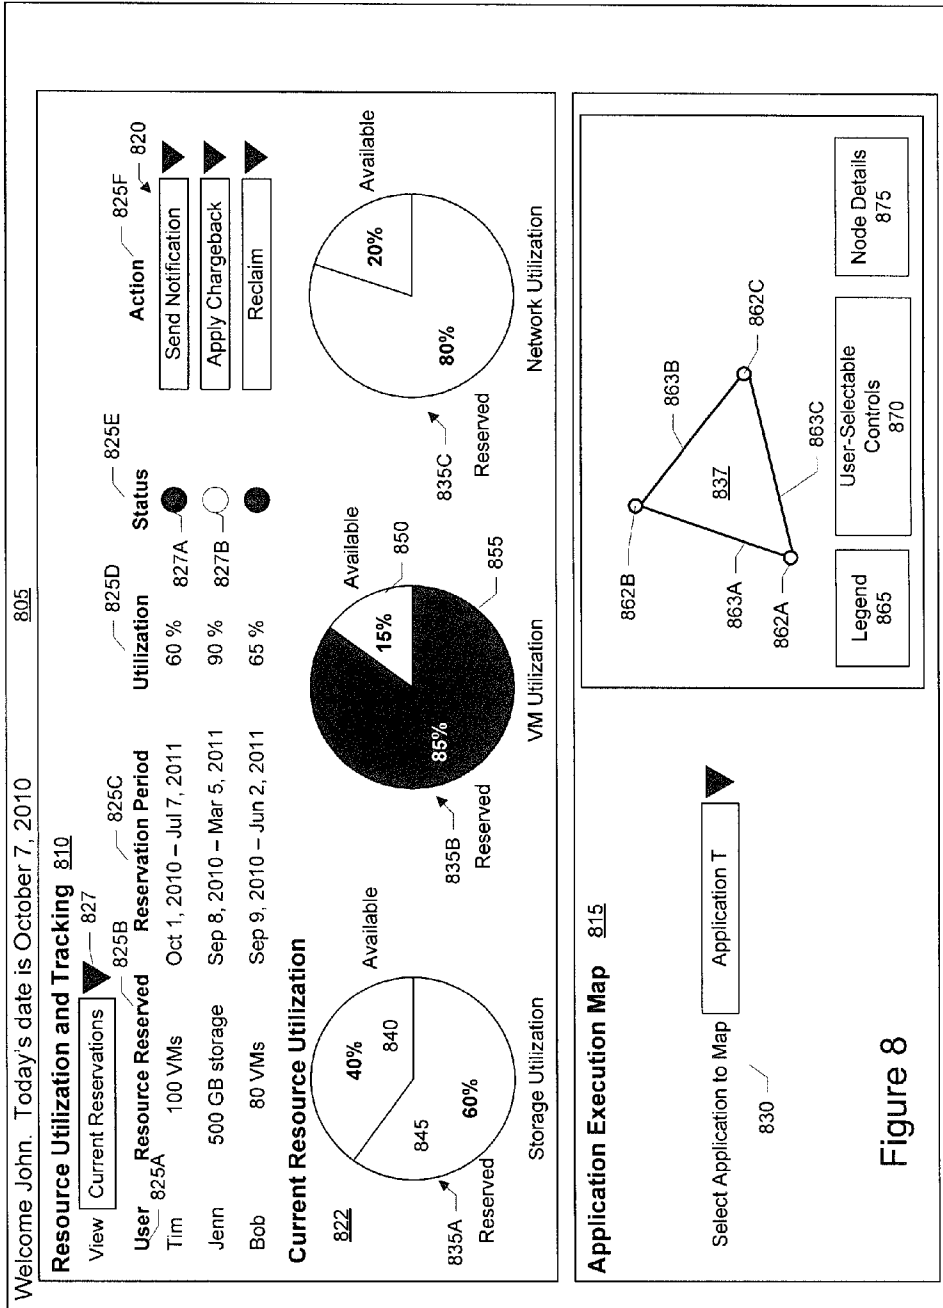 Welcome John. Today's date is October 7, 2010
805
Resource Utilization and Tracking 810
View Current Reservations 827
825A 825B 825C 825D 825E 825F 820
User Resource Reserved Reservation Period Utilization Status Action
Tim 100 VMs Oct 1, 2010 – Jul 7, 2011 60 % 827A Send Notification
Jenn 500 GB storage Sep 8, 2010 – Mar 5, 2011 90 % 827B Apply Chargeback
Bob 80 VMs Sep 9, 2010 – Jun 2, 2011 65 % Reclaim
Current Resource Utilization
822
Available
40%
840
845
60%
835A
Reserved
Storage Utilization
Available
850
15%
855
85%
835B
Reserved
VM Utilization
Available
20%
80%
835C
Reserved
Network Utilization
Application Execution Map 815
Select Application to Map Application T
830
862B
863B
863A
837
862C
862A
863C
Legend
865
User-Selectable
Controls
870
Node Details
875
Figure 8